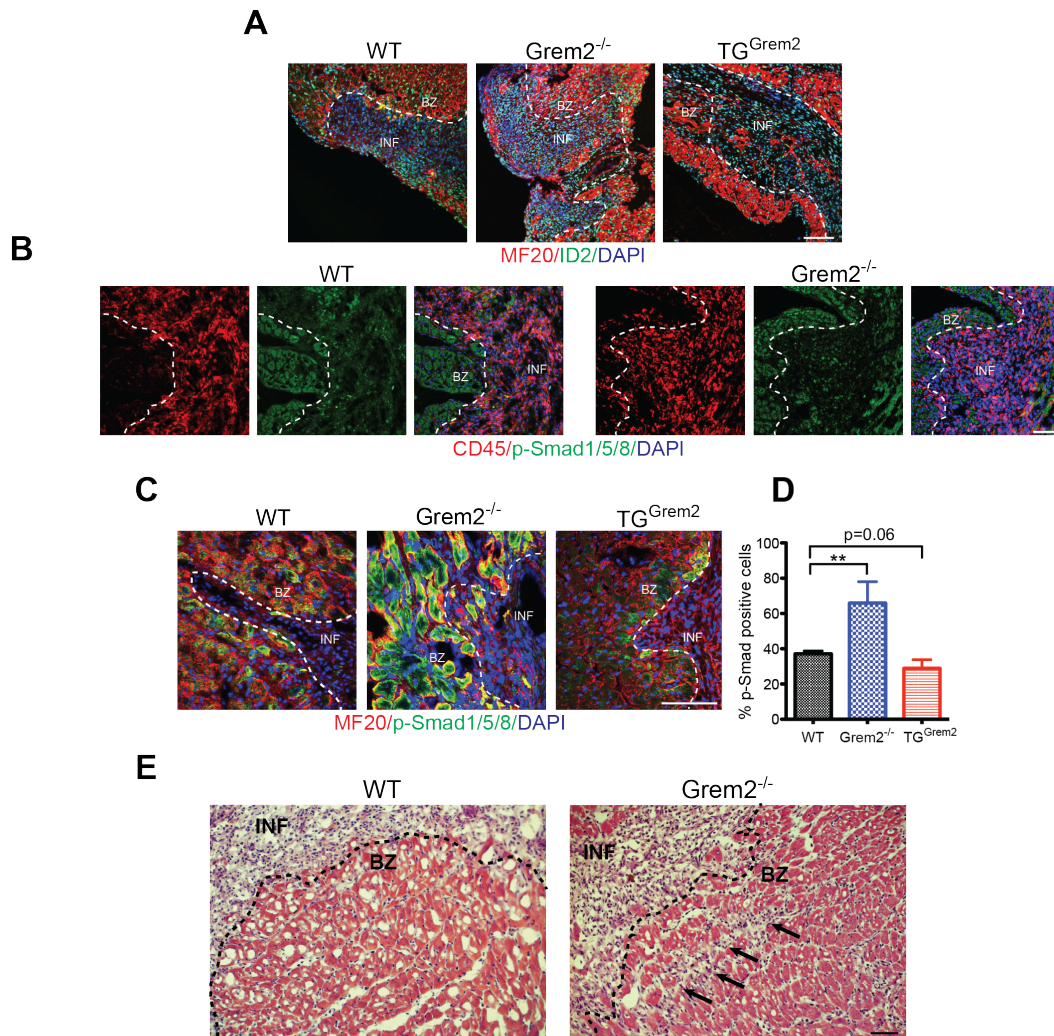 A
WT Grem2-/- TGGrem2
BZ INF BZ INF BZ INF
MF20/ID2/DAPI
B
WT Grem2-/-
BZ INF BZ INF
CD45/p-Smad1/5/8/DAPI
C D
WT Grem2-/- TGGrem2
BZ INF BZ INF BZ INF
MF20/p-Smad1/5/8/DAPI
p=0.06
**
% p-Smad positive cells
100
80
60
40
20
0
WT Grem2-/- TGGrem2
E
WT Grem2-/-
INF BZ INF BZ